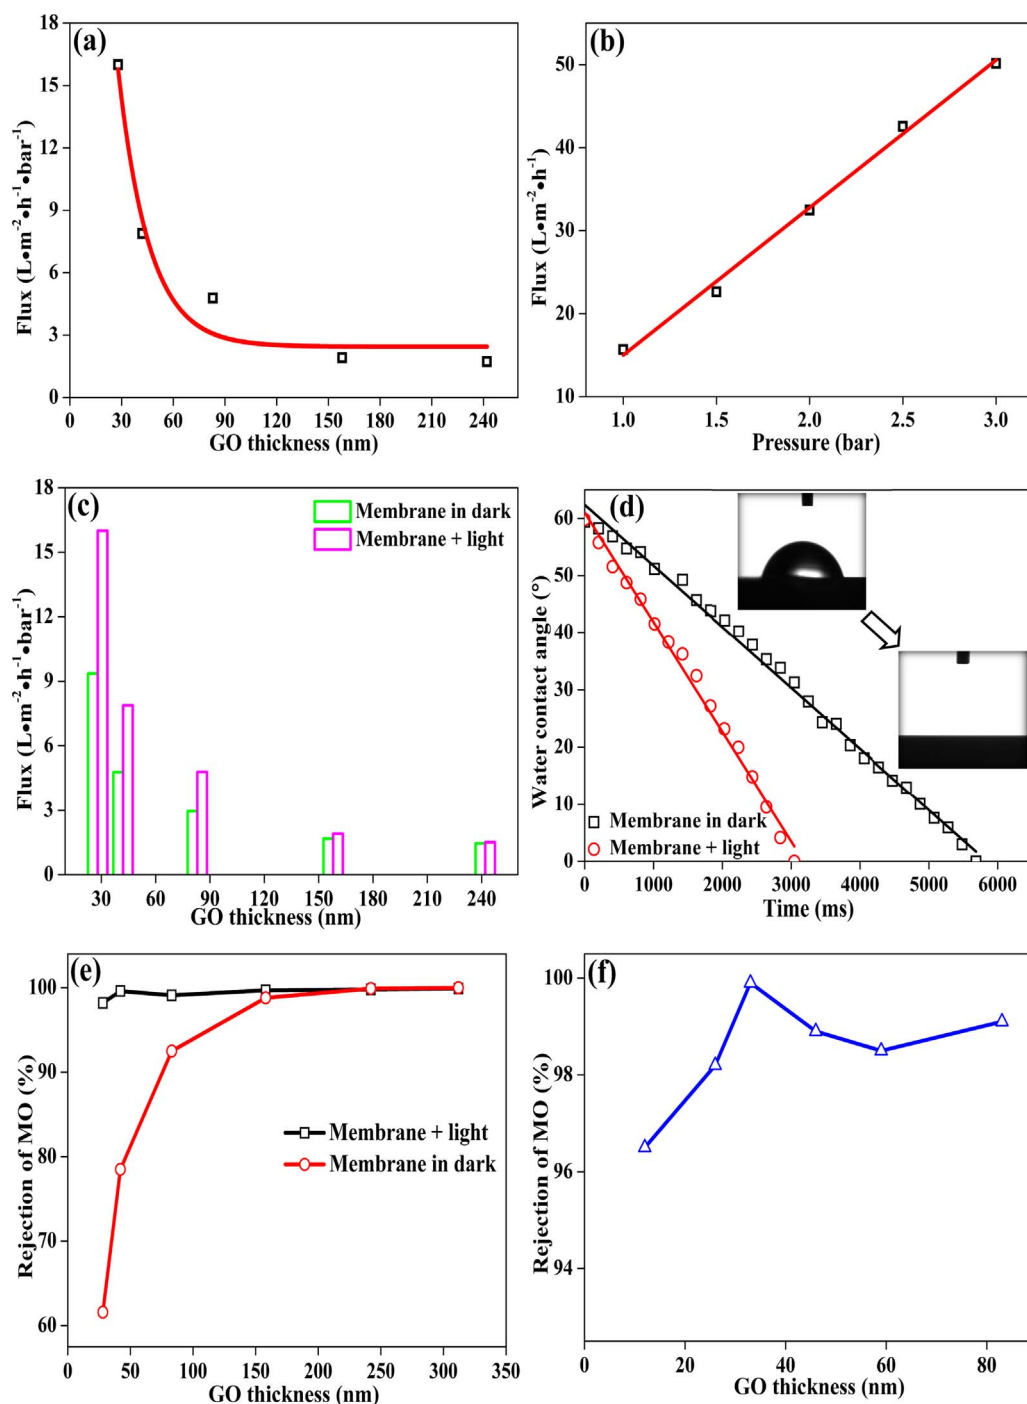 (a)
18
15
12
9
6
3
0
Flux (L•m⁻²•h⁻¹•bar⁻¹)
0 30 60 90 120 150 180 210 240
GO thickness (nm)
(b)
50
40
30
20
10
Flux (L•m⁻²•h⁻¹)
1.0 1.5 2.0 2.5 3.0
Pressure (bar)
(c)
Membrane in dark
Membrane + light
18
15
12
9
6
3
0
Flux (L•m⁻²•h⁻¹•bar⁻¹)
30 60 90 120 150 180 210 240
GO thickness (nm)
(d)
60
50
40
30
20
10
0
Water contact angle (°)
Membrane in dark
Membrane + light
0 1000 2000 3000 4000 5000 6000
Time (ms)
(e)
100
90
80
70
60
Rejection of MO (%)
Membrane + light
Membrane in dark
0 50 100 150 200 250 300 350
GO thickness (nm)
(f)
100
98
96
94
Rejection of MO (%)
0 20 40 60 80
GO thickness (nm)